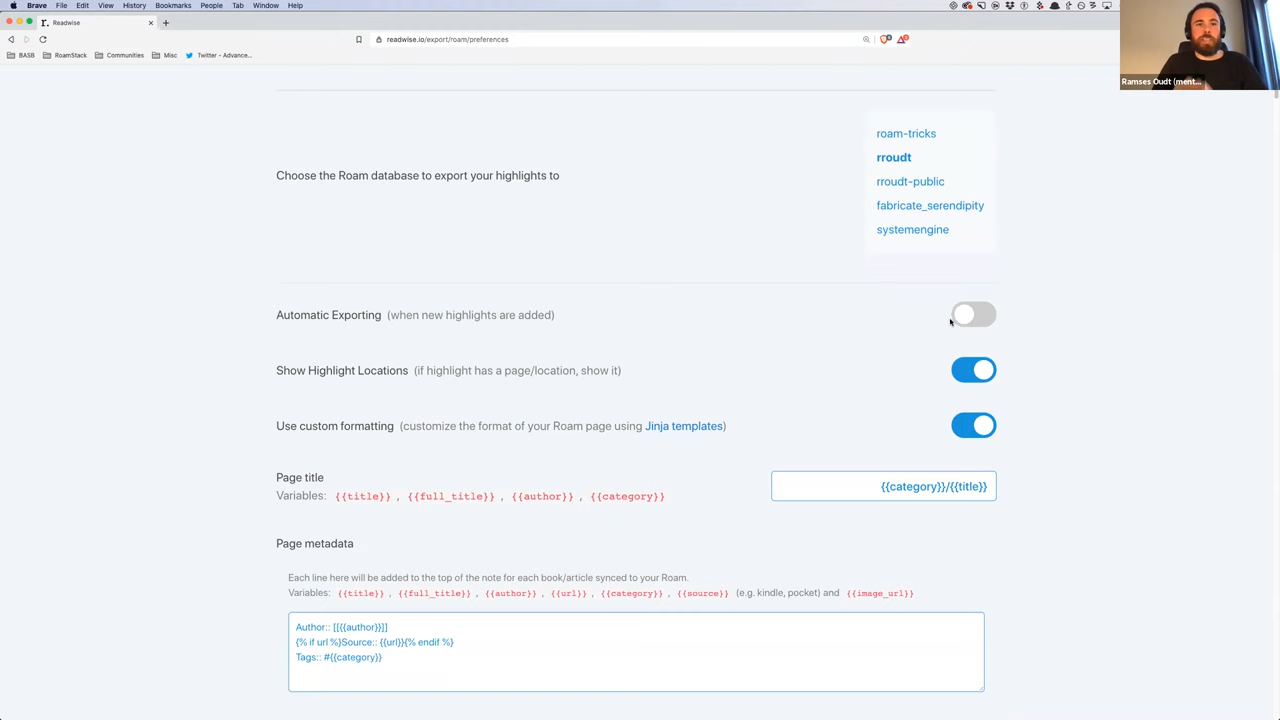 Brave File Edit View History Bookmarks People Tab Window Help
r. Readwise
readwise.io/export/roam/preferences
BASB RoamStack Communities Misc Twitter - Advance...
Ramses Oudt (ment...
roam-tricks
rroudt
Choose the Roam database to export your highlights to
rroudt-public
fabricate_serendipity
systemengine
Automatic Exporting (when new highlights are added)
Show Highlight Locations (if highlight has a page/location, show it)
Use custom formatting (customize the format of your Roam page using Jinja templates)
Page title
Variables: {{title}} , {{full_title}} , {{author}} , {{category}}
{{category}}/{{title}}
Page metadata
Each line here will be added to the top of the note for each book/article synced to your Roam.
Variables: {{title}} , {{full_title}} , {{author}} , {{url}} , {{category}} , {{source}} (e.g. kindle, pocket) and {{image_url}}
Author:: [[{{author}}]]
{% if url %}Source:: {{url}}{% endif %}
Tags:: #{{category}}